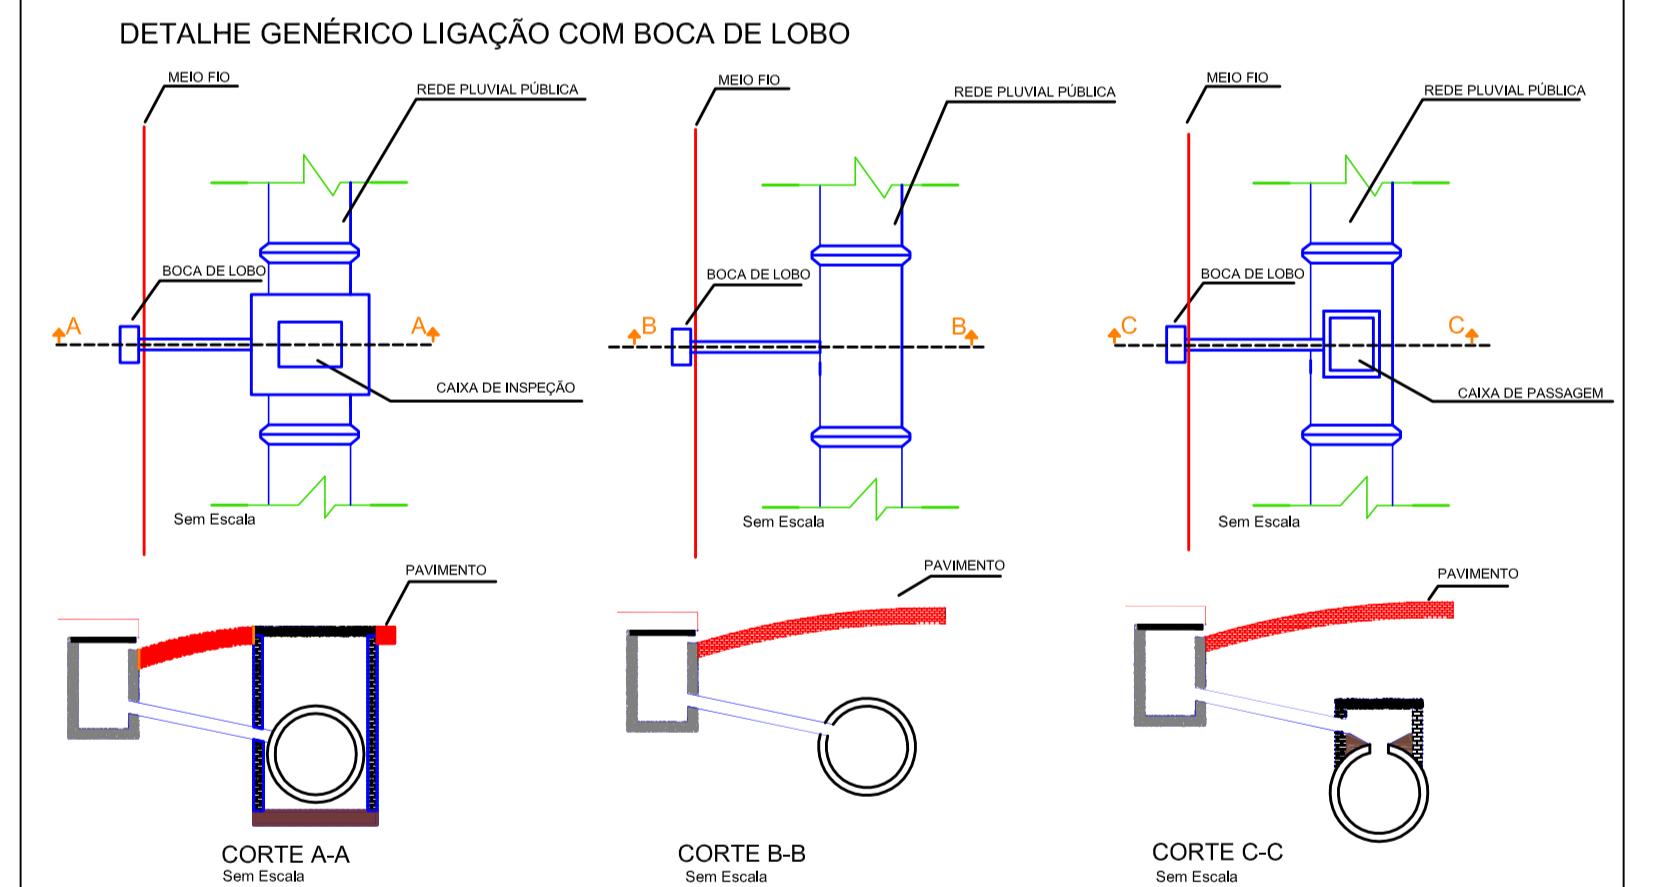 DETALHE GENÉRICO LIGAÇÃO COM BOCA DE LOBO
MEIO FIO
REDE PLUVIAL PÚBLICA
BOCA DE LOBO
A
A
CAIXA DE INSPEÇÃO
Sem Escala
MEIO FIO
REDE PLUVIAL PÚBLICA
BOCA DE LOBO
B
B
Sem Escala
MEIO FIO
REDE PLUVIAL PÚBLICA
BOCA DE LOBO
C
C
CAIXA DE PASSAGEM
Sem Escala
PAVIMENTO
CORTE A-A
Sem Escala
PAVIMENTO
CORTE B-B
Sem Escala
PAVIMENTO
CORTE C-C
Sem Escala